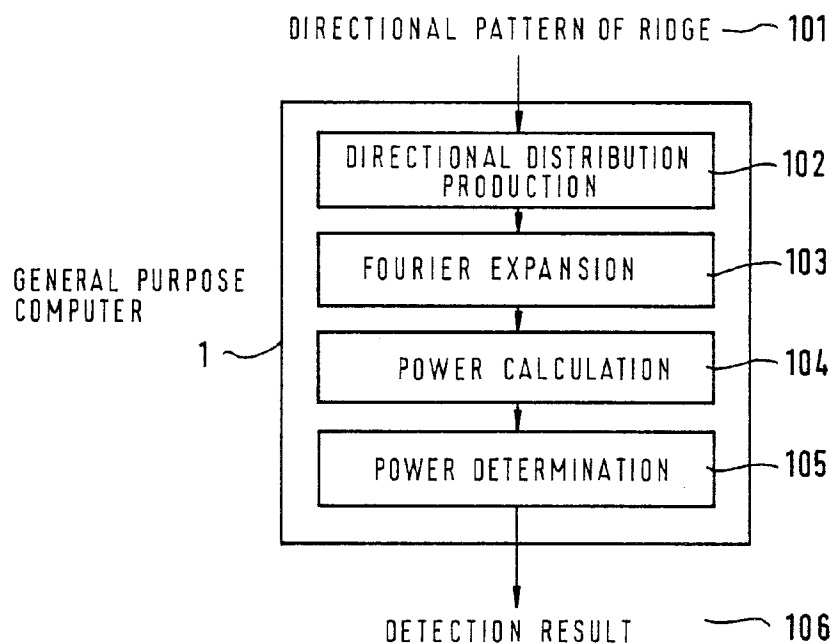 DIRECTIONAL PATTERN OF RIDGE 101
DIRECTIONAL DISTRIBUTION
PRODUCTION
102
FOURIER EXPANSION
103
GENERAL PURPOSE
COMPUTER
1
POWER CALCULATION
104
POWER DETERMINATION
105
DETECTION RESULT 106